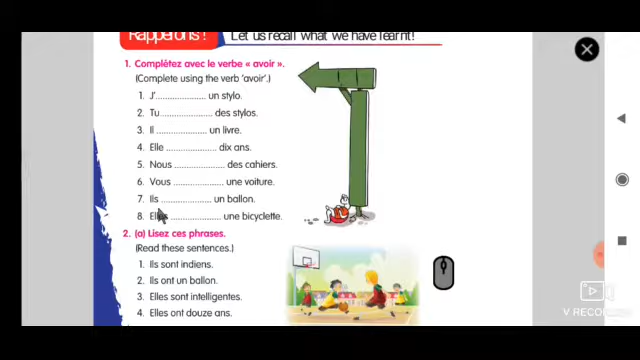 Rappelons! Let us recall what we have learnt!
1. Complétez avec le verbe « avoir ».
(Complete using the verb 'avoir'.)
1. J'..................... un stylo.
2. Tu ..................... des stylos.
3. Il ..................... un livre.
4. Elle ..................... dix ans.
5. Nous ..................... des cahiers.
6. Vous ..................... une voiture.
7. Ils ..................... un ballon.
8. Elles ..................... une bicyclette.
2. (a) Lisez ces phrases.
(Read these sentences.)
1. Ils sont indiens.
2. Ils ont un ballon.
3. Elles sont intelligentes.
4. Elles ont douze ans.